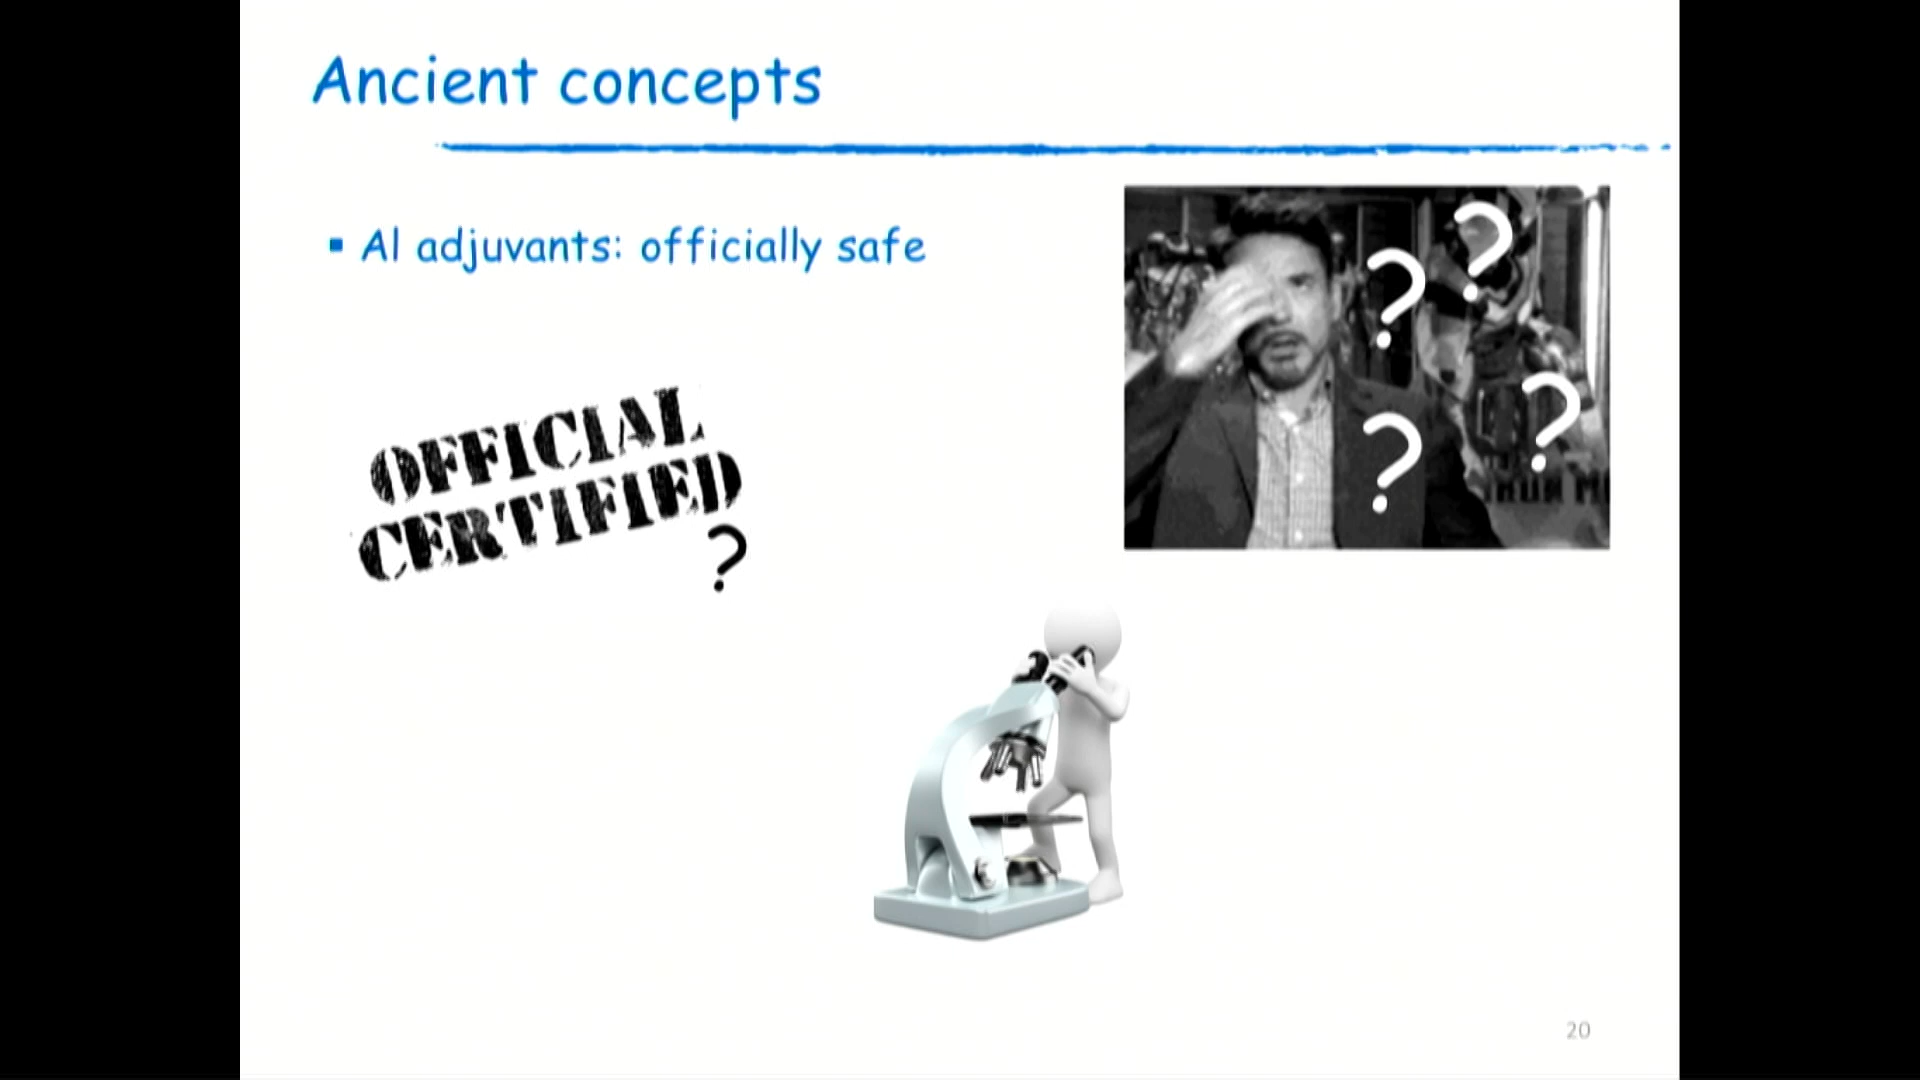 Ancient concepts
▪ Al adjuvants: officially safe
? ? ? ?
OFFICIAL
CERTIFIED
?
20